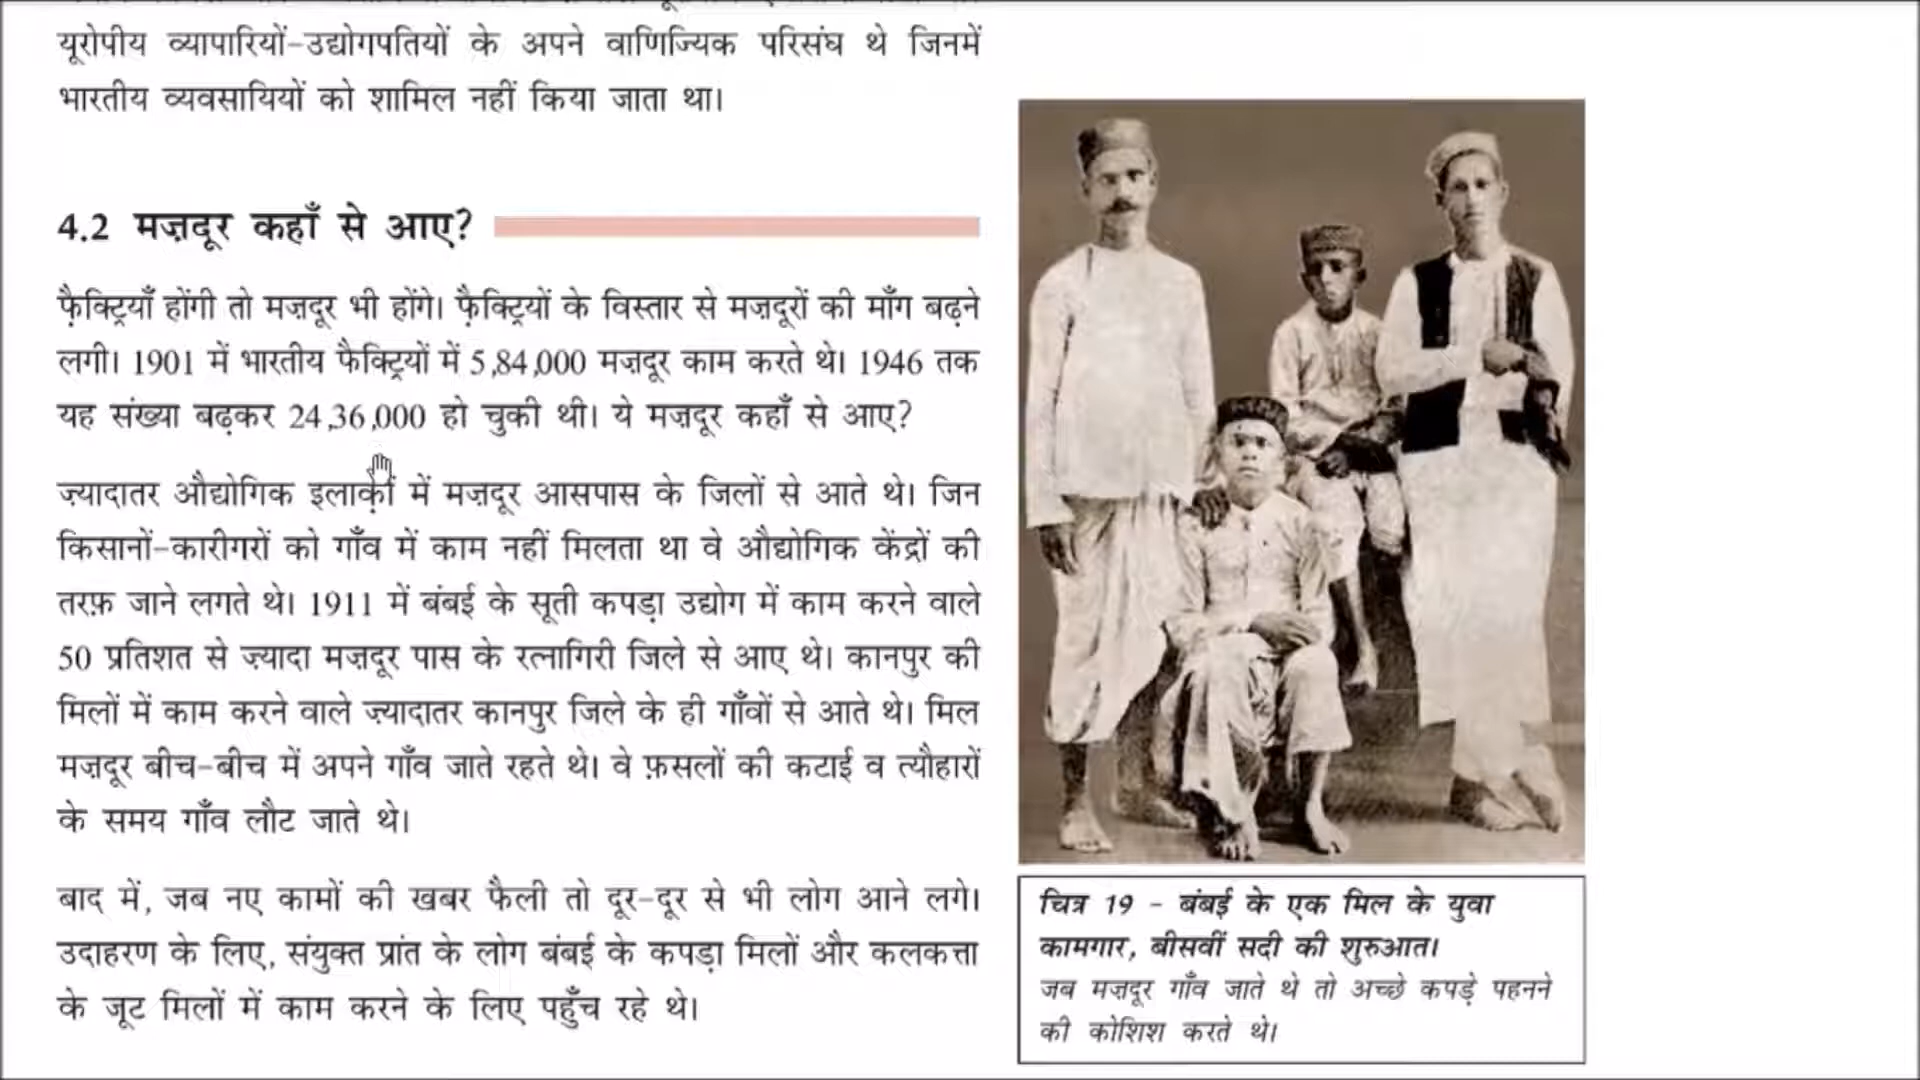 यूरोपीय व्यापारियों-उद्योगपतियों के अपने वाणिज्यिक परिसंघ थे जिनमें
भारतीय व्यवसायियों को शामिल नहीं किया जाता था।
4.2 मज़दूर कहाँ से आए?
फ़ैक्ट्रियाँ होंगी तो मज़दूर भी होंगे। फ़ैक्ट्रियों के विस्तार से मज़दूरों की माँग बढ़ने
लगी। 1901 में भारतीय फैक्ट्रियों में 5,84,000 मज़दूर काम करते थे। 1946 तक
यह संख्या बढ़कर 24,36,000 हो चुकी थी। ये मज़दूर कहाँ से आए?
ज़्यादातर औद्योगिक इलाक़ों में मज़दूर आसपास के जिलों से आते थे। जिन
किसानों-कारीगरों को गाँव में काम नहीं मिलता था वे औद्योगिक केंद्रों की
तरफ़ जाने लगते थे। 1911 में बंबई के सूती कपड़ा उद्योग में काम करने वाले
50 प्रतिशत से ज़्यादा मज़दूर पास के रत्नागिरी जिले से आए थे। कानपुर की
मिलों में काम करने वाले ज़्यादातर कानपुर जिले के ही गाँवों से आते थे। मिल
मज़दूर बीच-बीच में अपने गाँव जाते रहते थे। वे फ़सलों की कटाई व त्यौहारों
के समय गाँव लौट जाते थे।
बाद में, जब नए कामों की खबर फैली तो दूर-दूर से भी लोग आने लगे।
उदाहरण के लिए, संयुक्त प्रांत के लोग बंबई के कपड़ा मिलों और कलकत्ता
के जूट मिलों में काम करने के लिए पहुँच रहे थे।
चित्र 19 - बंबई के एक मिल के युवा
कामगार, बीसवीं सदी की शुरुआत।
जब मज़दूर गाँव जाते थे तो अच्छे कपड़े पहनने
की कोशिश करते थे।